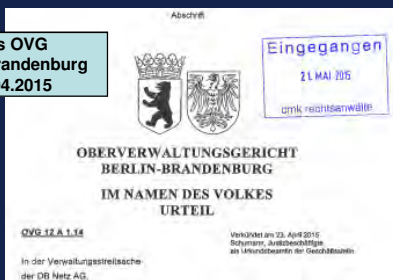 Abschrift
s OVG
randenburg
04.2015
Eingegangen
21. MAI 2015
cmk rechtsanwälte
OBERVERWALTUNGSGERICHT
BERLIN-BRANDENBURG
IM NAMEN DES VOLKES
URTEIL
OVG 12 A 1.14
Verkündet am 23. April 2015
Schumann, Justizbeschäftigte
als Urkundsbeamtin der Geschäftsstelle
In der Verwaltungsstreitsache
der DB Netz AG,